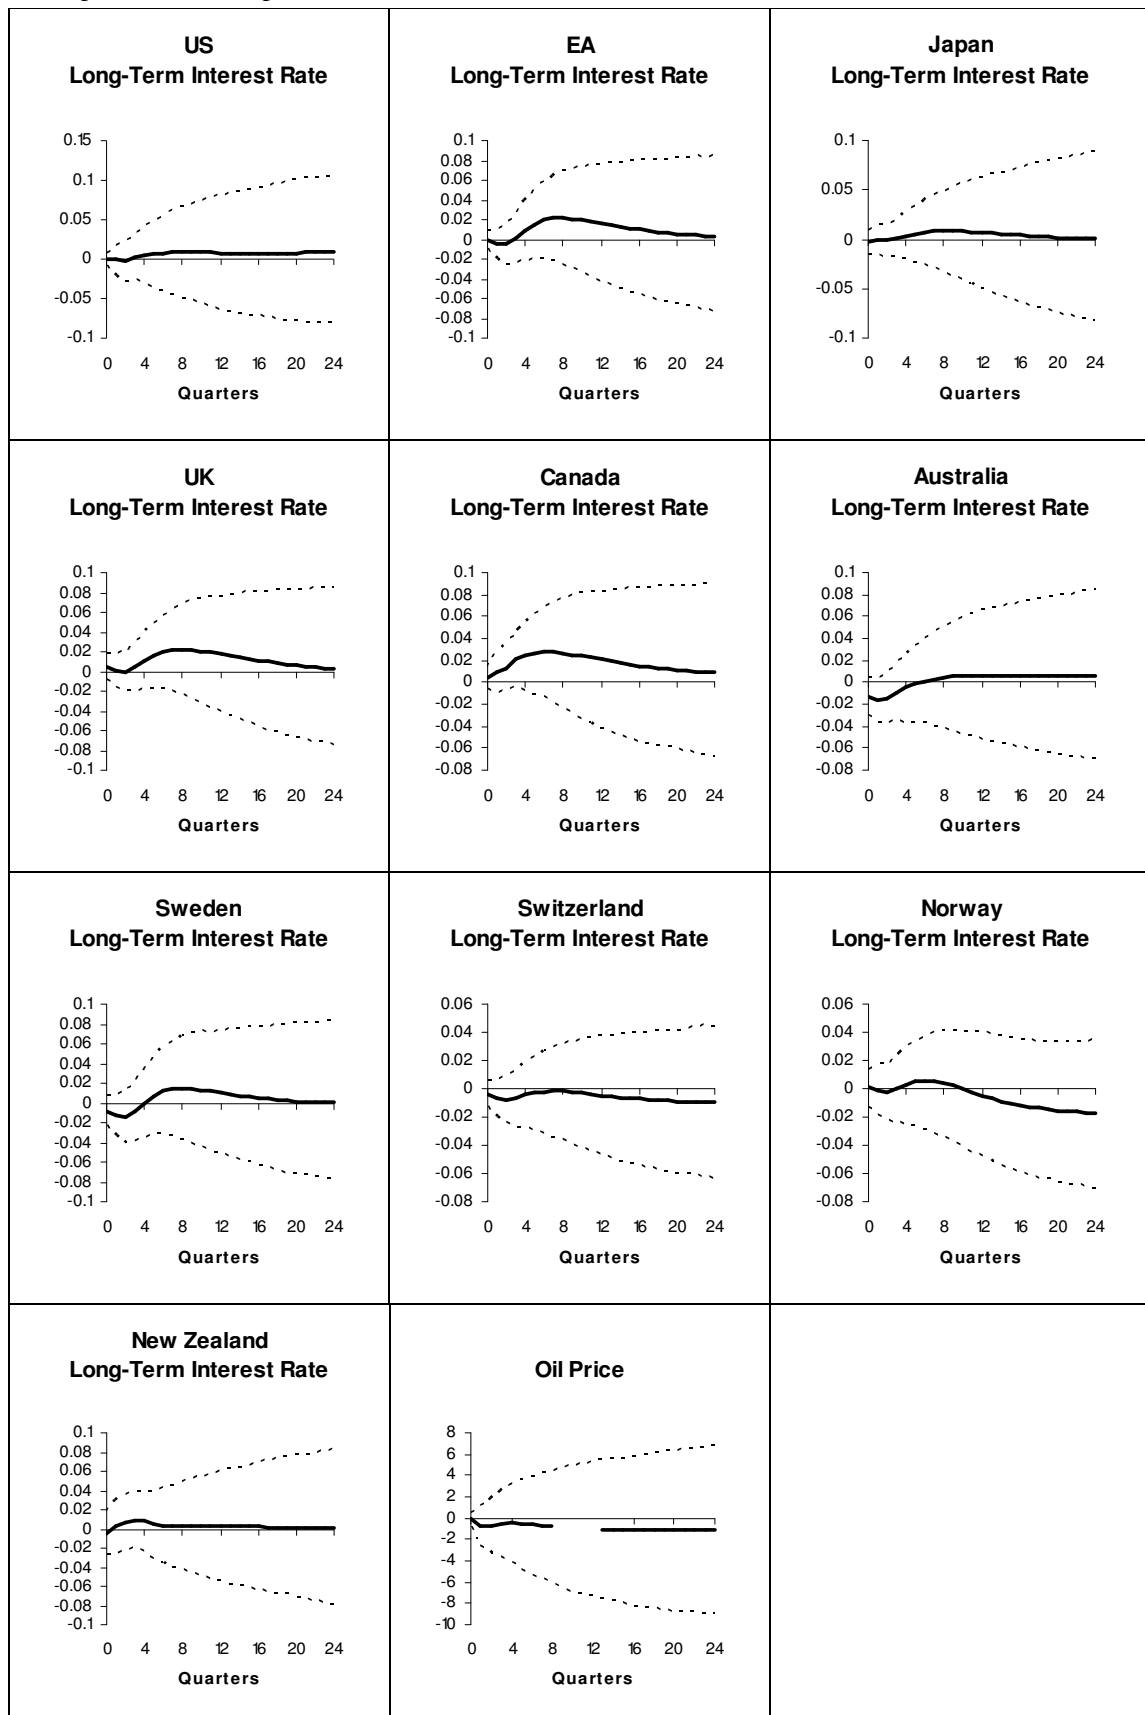 US
Long-Term Interest Rate
0.15
0.1
0.05
0
-0.05
-0.1
0 4 8 12 16 20 24
Quarters
EA
Long-Term Interest Rate
0.1
0.08
0.06
0.04
0.02
0
-0.02
-0.04
-0.06
-0.08
-0.1
0 4 8 12 16 20 24
Quarters
Japan
Long-Term Interest Rate
0.1
0.05
0
-0.05
-0.1
0 4 8 12 16 20 24
Quarters
UK
Long-Term Interest Rate
0.1
0.08
0.06
0.04
0.02
0
-0.02
-0.04
-0.06
-0.08
-0.1
0 4 8 12 16 20 24
Quarters
Canada
Long-Term Interest Rate
0.1
0.08
0.06
0.04
0.02
0
-0.02
-0.04
-0.06
-0.08
0 4 8 12 16 20 24
Quarters
Australia
Long-Term Interest Rate
0.1
0.08
0.06
0.04
0.02
0
-0.02
-0.04
-0.06
-0.08
0 4 8 12 16 20 24
Quarters
Sweden
Long-Term Interest Rate
0.1
0.08
0.06
0.04
0.02
0
-0.02
-0.04
-0.06
-0.08
-0.1
0 4 8 12 16 20 24
Quarters
Switzerland
Long-Term Interest Rate
0.06
0.04
0.02
0
-0.02
-0.04
-0.06
-0.08
0 4 8 12 16 20 24
Quarters
Norway
Long-Term Interest Rate
0.06
0.04
0.02
0
-0.02
-0.04
-0.06
-0.08
0 4 8 12 16 20 24
Quarters
New Zealand
Long-Term Interest Rate
0.1
0.08
0.06
0.04
0.02
0
-0.02
-0.04
-0.06
-0.08
-0.1
0 4 8 12 16 20 24
Quarters
Oil Price
8
6
4
2
0
-2
-4
-6
-8
-10
0 4 8 12 16 20 24
Quarters